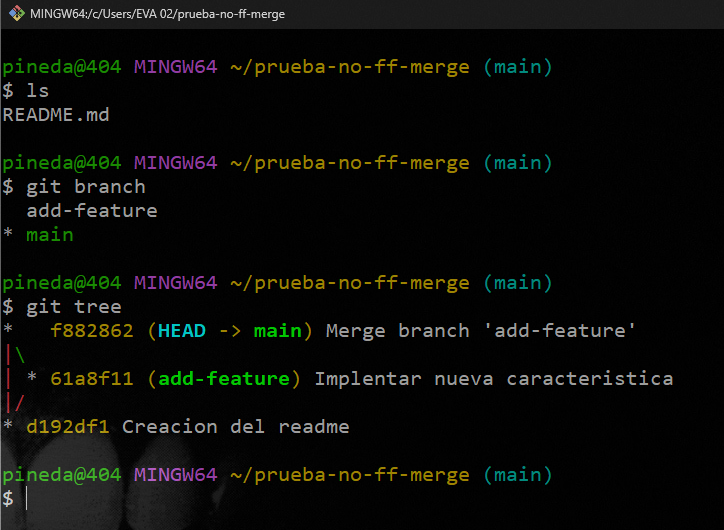 MINGW64:/c/Users/EVA 02/prueba-no-ff-merge
pineda@404 MINGW64 ~/prueba-no-ff-merge (main)
$ ls
README.md
pineda@404 MINGW64 ~/prueba-no-ff-merge (main)
$ git branch
  add-feature
* main
pineda@404 MINGW64 ~/prueba-no-ff-merge (main)
$ git tree
*   f882862 (HEAD -> main) Merge branch 'add-feature'
|\
| * 61a8f11 (add-feature) Implentar nueva caracteristica
|/
* d192df1 Creacion del readme
pineda@404 MINGW64 ~/prueba-no-ff-merge (main)
$